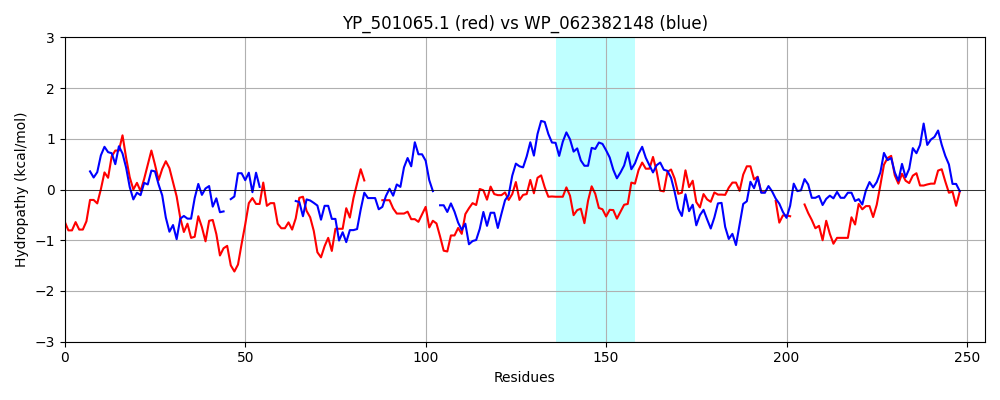 YP_501065.1 (red) vs WP_062382148 (blue)
Hydropathy (kcal/mol)
3
2
1
0
−1
−2
−3
0 50 100 150 200 250
Residues